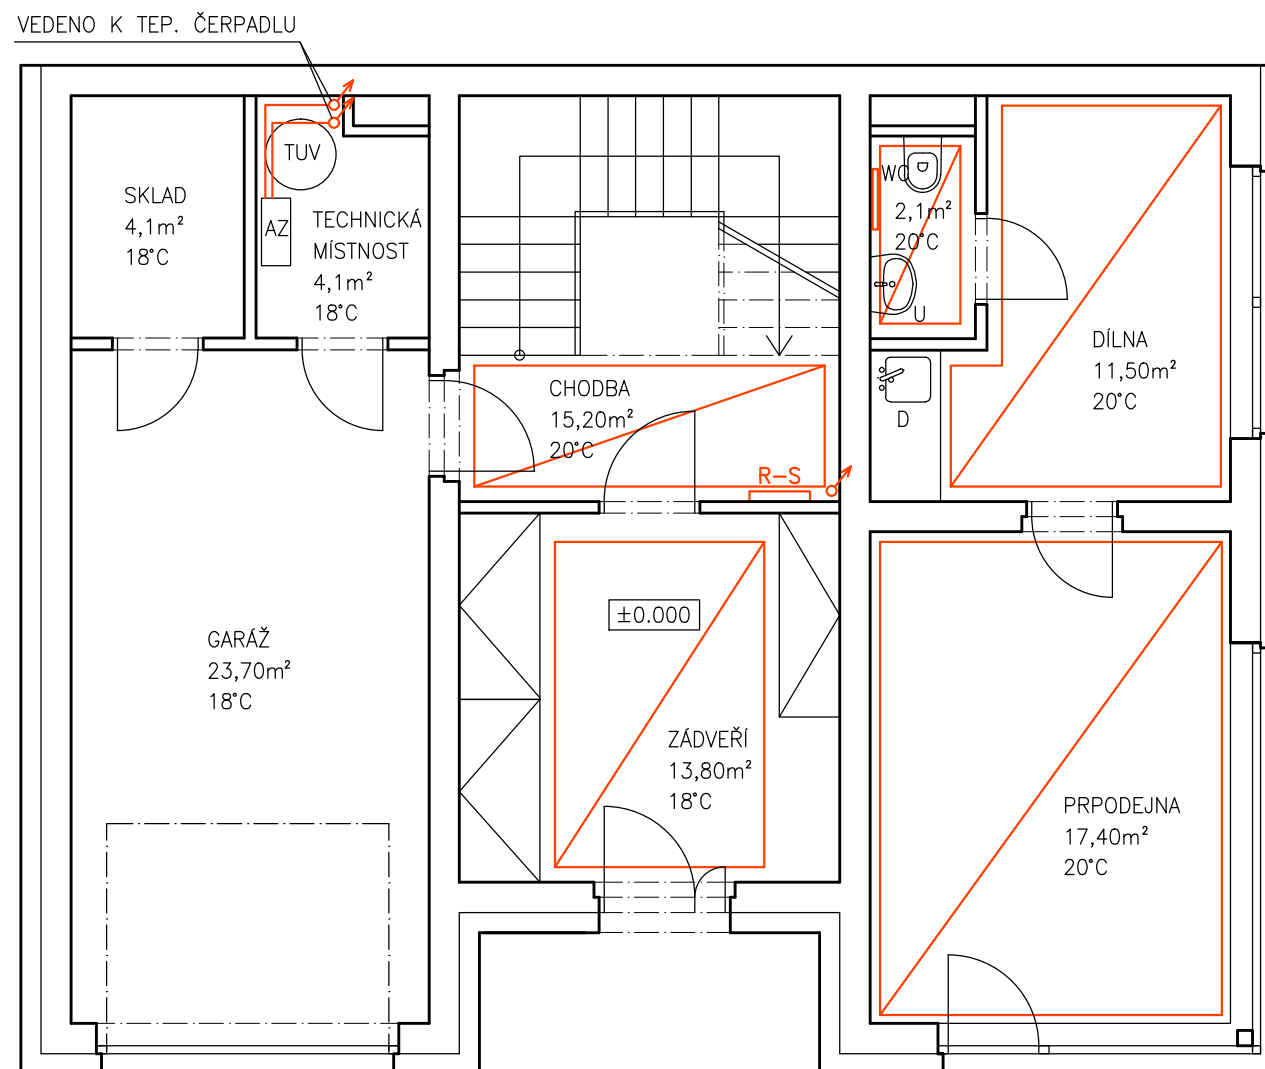 VEDENO K TEP. ČERPADLU
TUV
AZ
SKLAD
4,1m²
18°C
TECHNICKÁ
MÍSTNOST
4,1m²
18°C
WC
2,1m²
20°C
U
DÍLNA
11,50m²
20°C
D
CHODBA
15,20m²
20°C
R-S
±0.000
GARÁŽ
23,70m²
18°C
ZÁDVEŘÍ
13,80m²
18°C
PRPODEJNA
17,40m²
20°C